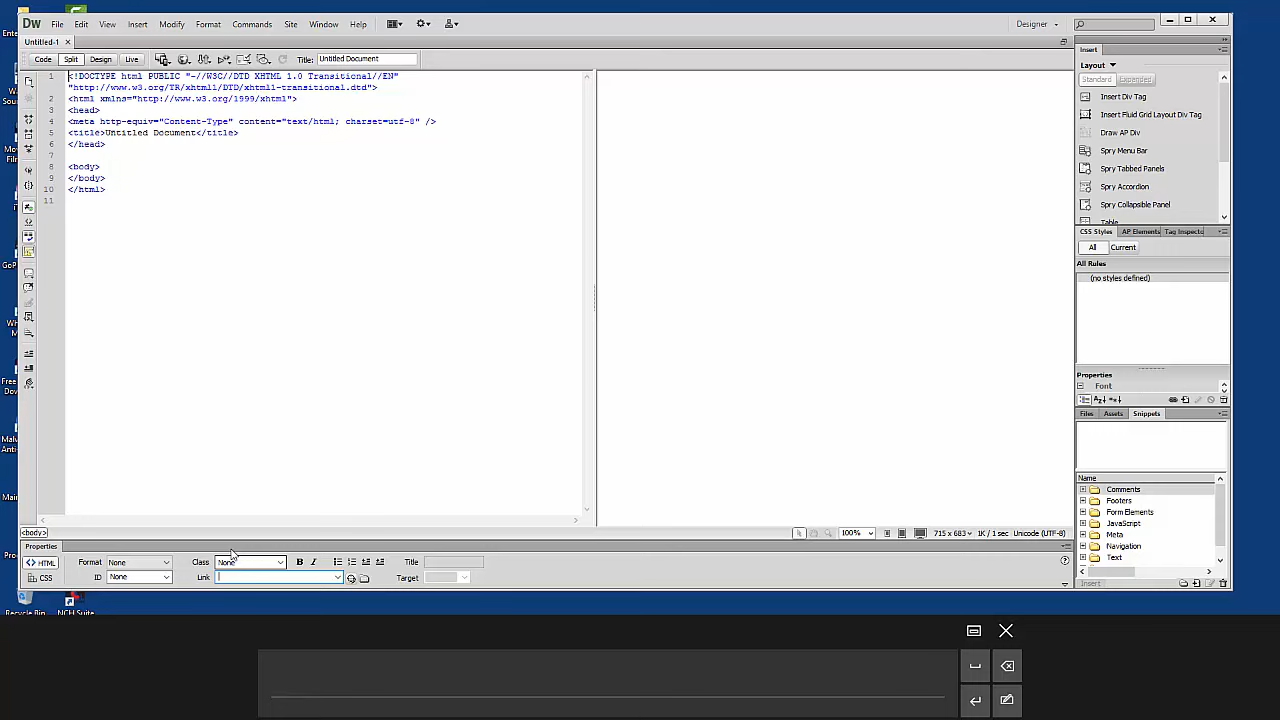 Dw File Edit View Insert Modify Format Commands Site Window Help Designer
Untitled-1
Code Split Design Live Title: Untitled Document
1 <!DOCTYPE html PUBLIC "-//W3C//DTD XHTML 1.0 Transitional//EN"
"http://www.w3.org/TR/xhtml1/DTD/xhtml1-transitional.dtd">
2 <html xmlns="http://www.w3.org/1999/xhtml">
3 <head>
4 <meta http-equiv="Content-Type" content="text/html; charset=utf-8" />
5 <title>Untitled Document</title>
6 </head>
7
8 <body>
9 </body>
10 </html>
11
Insert
Layout
Standard Expanded
Insert Div Tag
Insert Fluid Grid Layout Div Tag
Draw AP Div
Spry Menu Bar
Spry Tabbed Panels
Spry Accordion
Spry Collapsible Panel
Table
CSS Styles AP Elements Tag Inspecto
All Current
All Rules
(no styles defined)
Properties
Font
Files Assets Snippets
Name
Comments
Footers
Form Elements
JavaScript
Meta
Navigation
Text
Insert
<body> 100% 715 x 683 1K / 1 sec Unicode (UTF-8)
Properties
HTML Format None Class None B I Title
CSS ID None Link Target
Recycle Bin NCH Suite